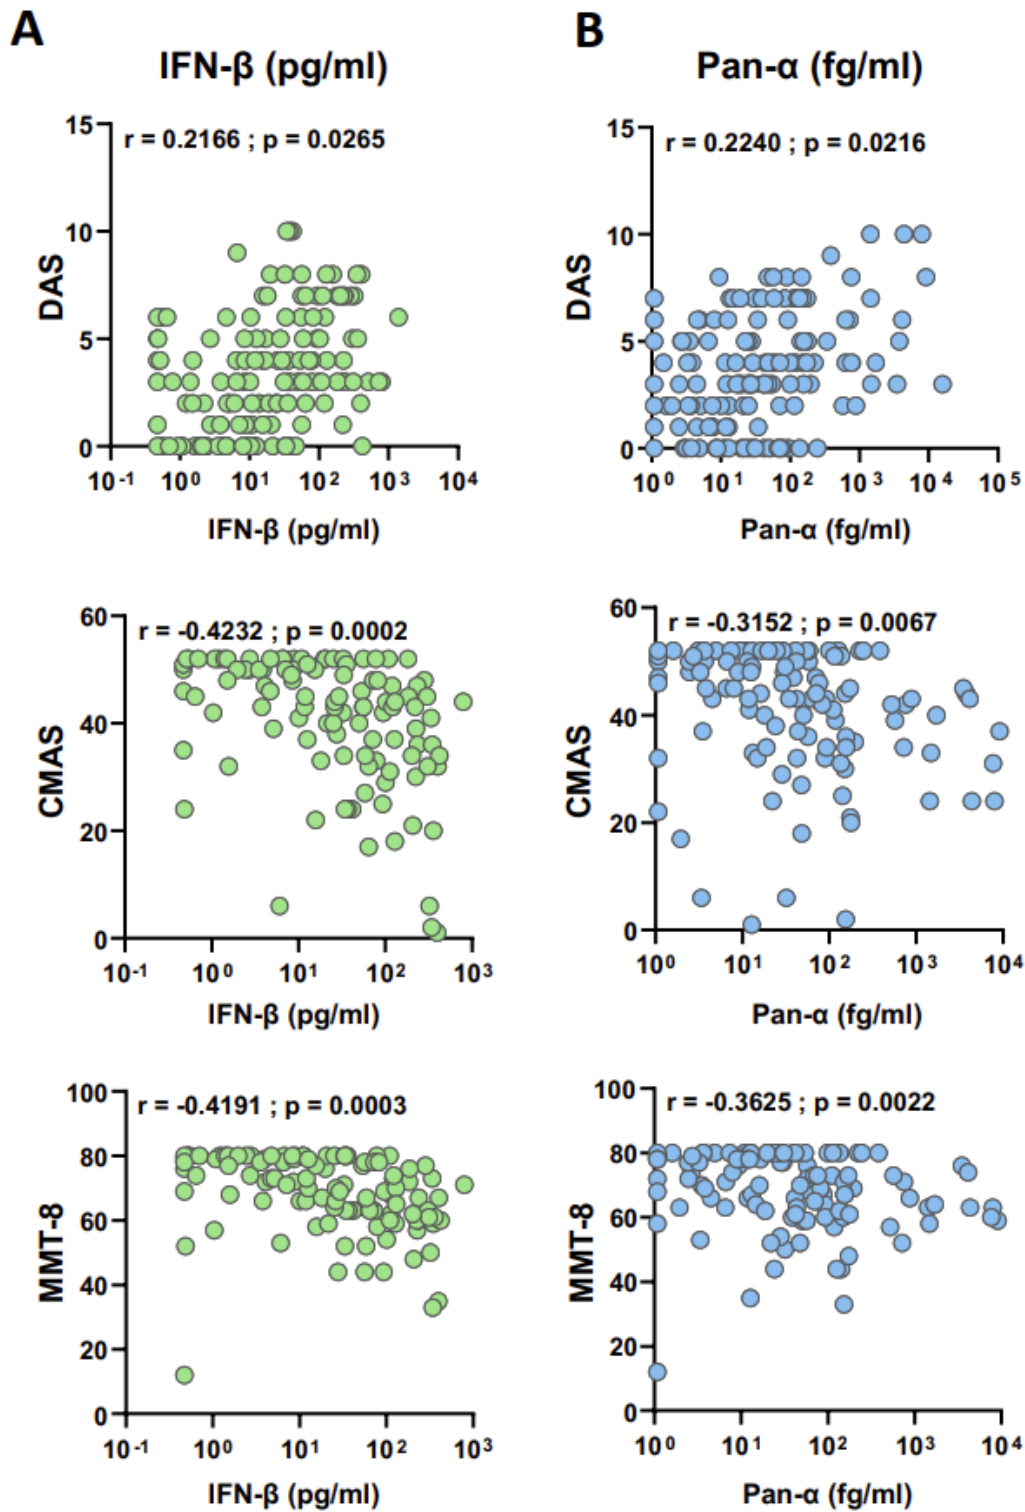 A
B
IFN-β (pg/ml)
Pan-α (fg/ml)
r = 0.2166 ; p = 0.0265
15
10
5
0
DAS
10-1 100 101 102 103 104
IFN-β (pg/ml)
r = 0.2240 ; p = 0.0216
15
10
5
0
DAS
100 101 102 103 104 105
Pan-α (fg/ml)
r = -0.4232 ; p = 0.0002
60
40
20
0
CMAS
10-1 100 101 102 103
IFN-β (pg/ml)
r = -0.3152 ; p = 0.0067
60
40
20
0
CMAS
100 101 102 103 104
Pan-α (fg/ml)
r = -0.4191 ; p = 0.0003
100
80
60
40
20
0
MMT-8
10-1 100 101 102 103
IFN-β (pg/ml)
r = -0.3625 ; p = 0.0022
100
80
60
40
20
0
MMT-8
100 101 102 103 104
Pan-α (fg/ml)